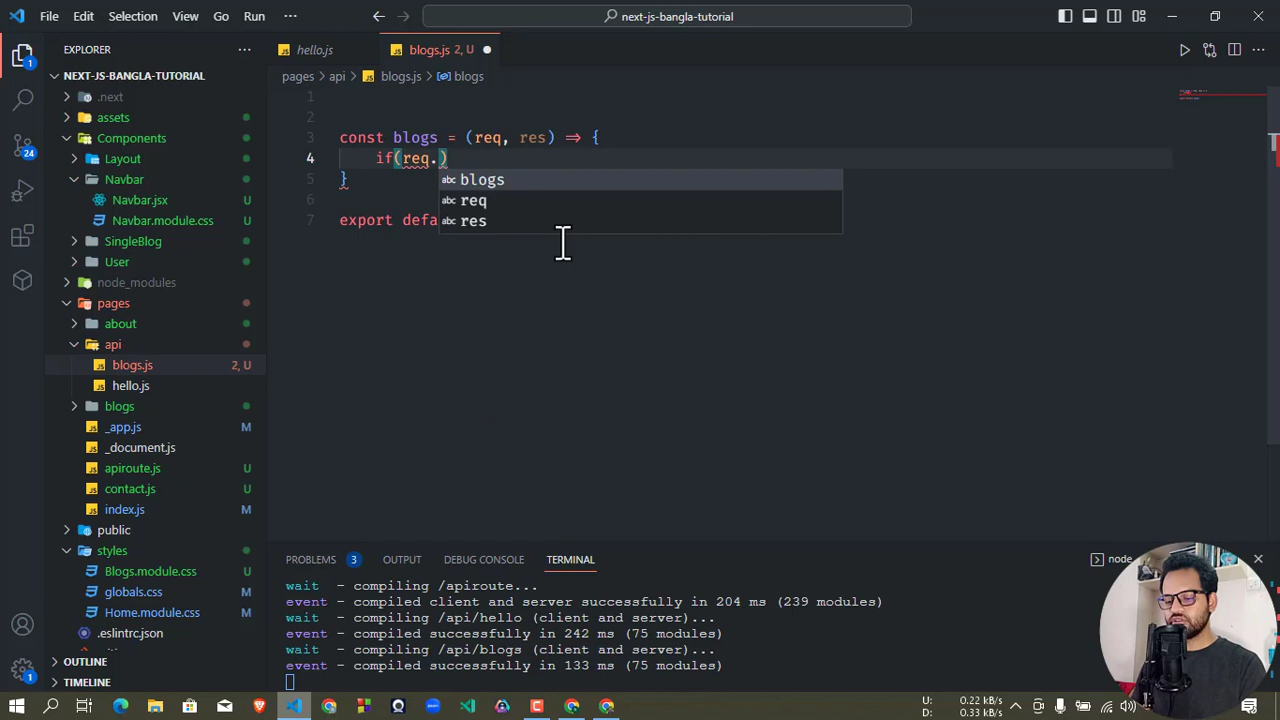 File Edit Selection View Go Run ··· next-js-bangla-tutorial
EXPLORER ···
NEXT-JS-BANGLA-TUTORIAL
.next
assets
Components
Layout
Navbar
Navbar.jsx
Navbar.module.css
SingleBlog
User
node_modules
pages
about
api
blogs.js 2, U
hello.js
blogs
_app.js M
_document.js
apiroute.js U
contact.js U
index.js M
public
styles
Blogs.module.css U
globals.css M
Home.module.css M
.eslintrc.json
OUTLINE
TIMELINE
1
24
1
hello.js blogs.js 2, U
pages > api > blogs.js > blogs
1
2
3 const blogs = (req, res) => {
4 if(req.)
5 }
6
7 export defa
abc blogs
abc req
abc res
PROBLEMS 3 OUTPUT DEBUG CONSOLE TERMINAL node
wait - compiling /apiroute...
event - compiled client and server successfully in 204 ms (239 modules)
wait - compiling /api/hello (client and server)...
event - compiled successfully in 242 ms (75 modules)
wait - compiling /api/blogs (client and server)...
event - compiled successfully in 133 ms (75 modules)
U: 0.22 kB/s
D: 0.33 kB/s